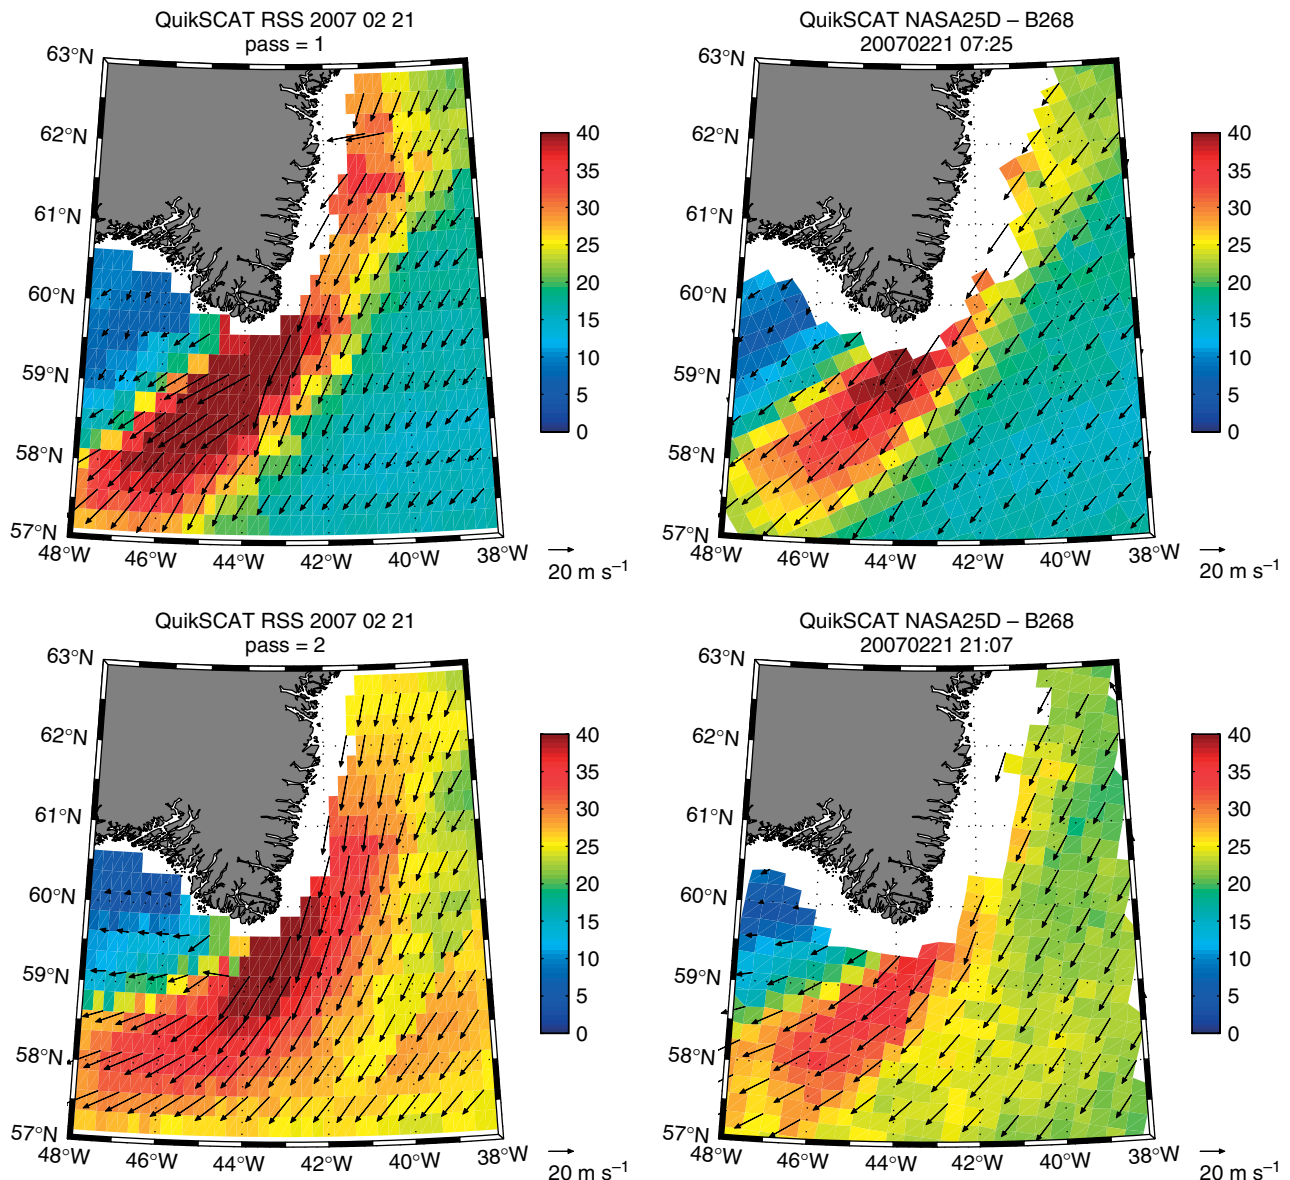 QuikSCAT RSS 2007 02 21
pass = 1
63°N
62°N
61°N
60°N
59°N
58°N
57°N
48°W 46°W 44°W 42°W 40°W 38°W
40
35
30
25
20
15
10
5
0
20 m s⁻¹
QuikSCAT NASA25D – B268
20070221 07:25
63°N
62°N
61°N
60°N
59°N
58°N
57°N
48°W 46°W 44°W 42°W 40°W 38°W
40
35
30
25
20
15
10
5
0
20 m s⁻¹
QuikSCAT RSS 2007 02 21
pass = 2
63°N
62°N
61°N
60°N
59°N
58°N
57°N
48°W 46°W 44°W 42°W 40°W 38°W
40
35
30
25
20
15
10
5
0
20 m s⁻¹
QuikSCAT NASA25D – B268
20070221 21:07
63°N
62°N
61°N
60°N
59°N
58°N
57°N
48°W 46°W 44°W 42°W 40°W 38°W
40
35
30
25
20
15
10
5
0
20 m s⁻¹